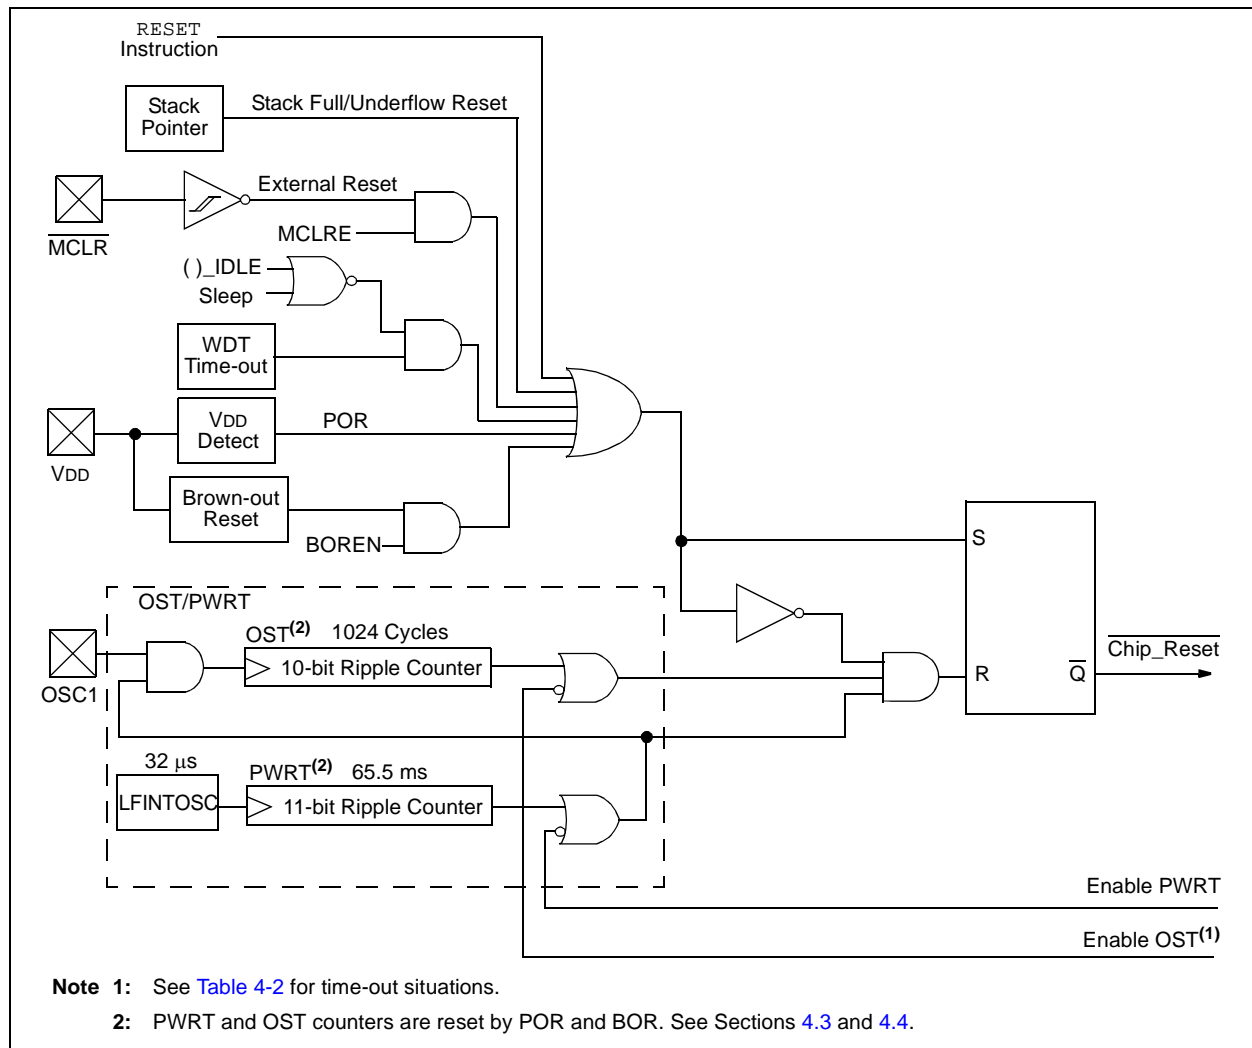 RESET
Instruction
Stack
Pointer
Stack Full/Underflow Reset
External Reset
MCLR
MCLRE
( )_IDLE
Sleep
WDT
Time-out
VDD
Detect
POR
VDD
Brown-out
Reset
BOREN
S
OST/PWRT
OST(2) 1024 Cycles
10-bit Ripple Counter
OSC1
R
Q
Chip_Reset
32 µs
LFINTOSC
PWRT(2) 65.5 ms
11-bit Ripple Counter
Enable PWRT
Enable OST(1)
Note 1: See Table 4-2 for time-out situations.
2: PWRT and OST counters are reset by POR and BOR. See Sections 4.3 and 4.4.